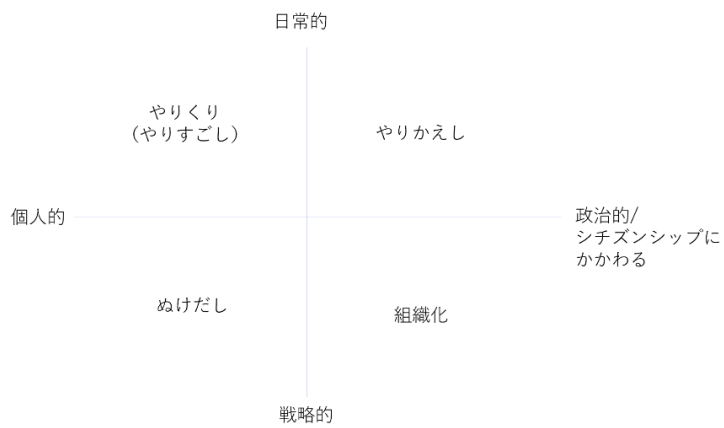 日常的
やりくり
(やりすごし)
やりかえし
個人的
政治的/
シチズンシップに
かかわる
ぬけだし
組織化
戦略的